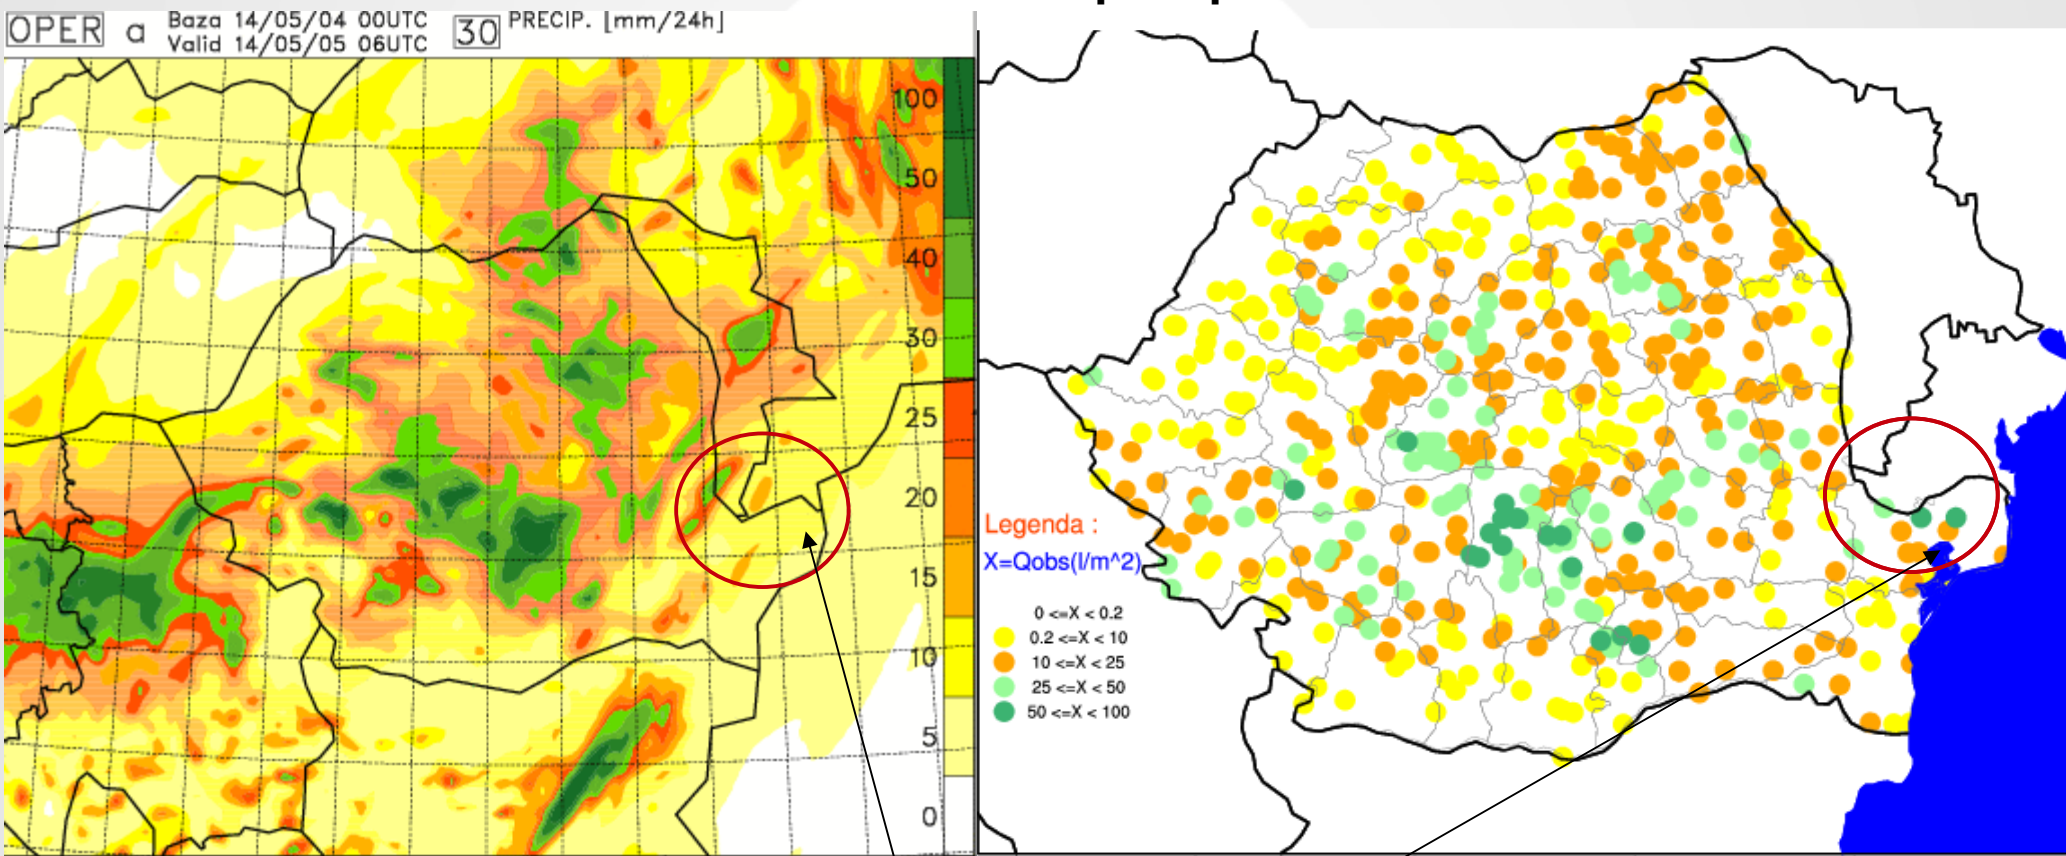 OPER a Baza 14/05/04 00UTC 30 PRECIP. [mm/24h]
Valid 14/05/05 06UTC
100
50
40
30
25
20
15
10
5
0
Legenda :
X=Qobs(l/m^2)
0 <=X < 0.2
0.2 <=X < 10
10 <=X < 25
25 <=X < 50
50 <=X < 100